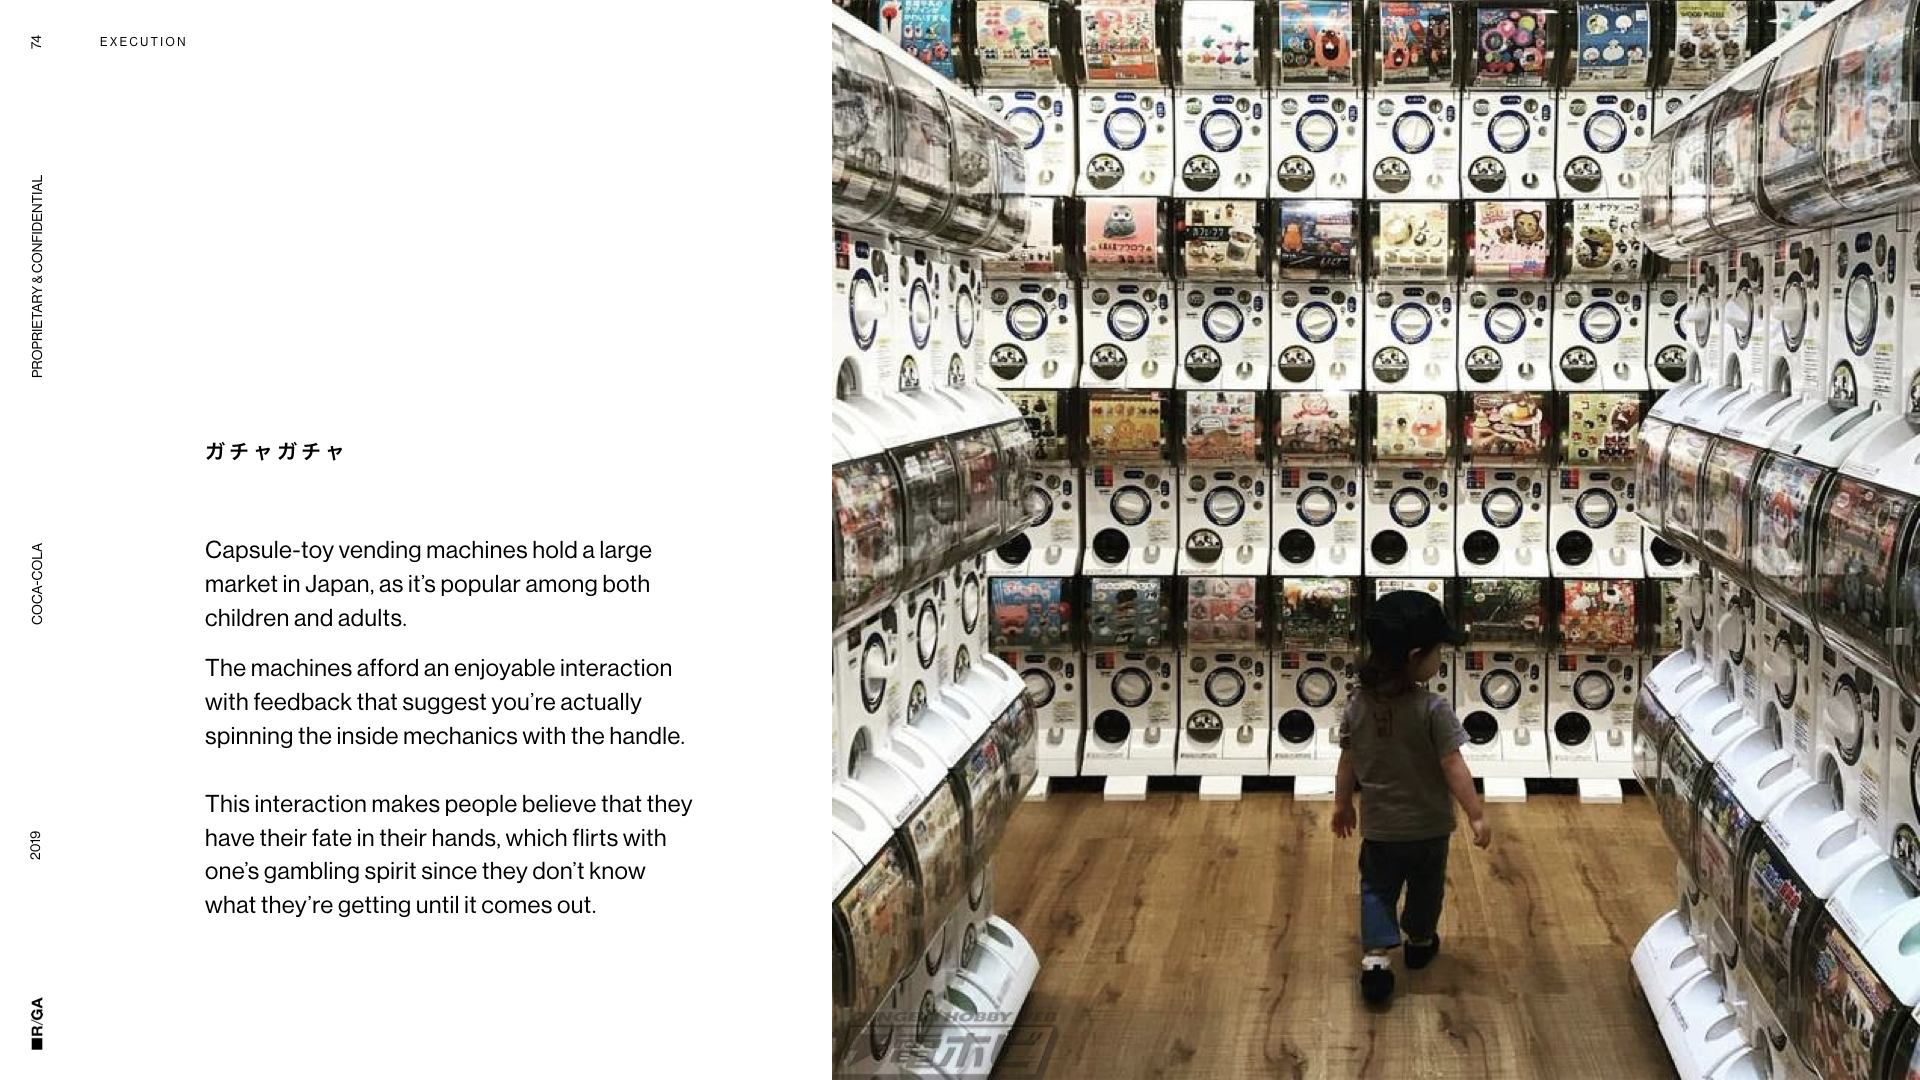 74
EXECUTION
PROPRIETARY & CONFIDENTIAL
COCA-COLA
2019
R/GA
ガチャガチャ
Capsule-toy vending machines hold a large
market in Japan, as it’s popular among both
children and adults.
The machines afford an enjoyable interaction
with feedback that suggest you’re actually
spinning the inside mechanics with the handle.
This interaction makes people believe that they
have their fate in their hands, which flirts with
one’s gambling spirit since they don’t know
what they’re getting until it comes out.
WOOD PUZZLE
DENGEKI HOBBY WEB
電ホビ